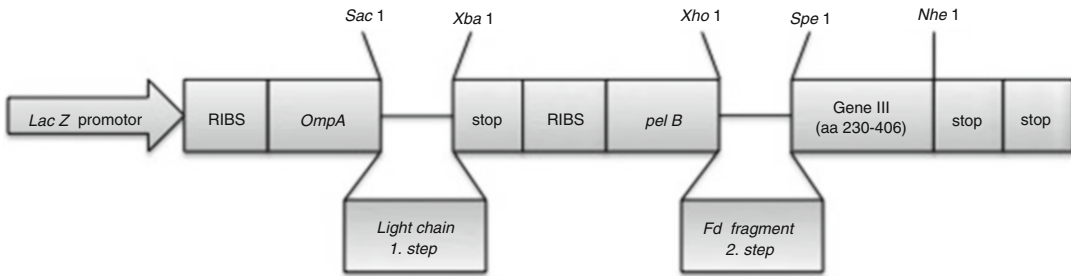 Sac 1
Xba 1
Xho 1
Spe 1
Nhe 1
Lac Z promotor
RIBS
OmpA
stop
RIBS
pel B
Gene III
(aa 230-406)
stop
stop
Light chain
1. step
Fd fragment
2. step